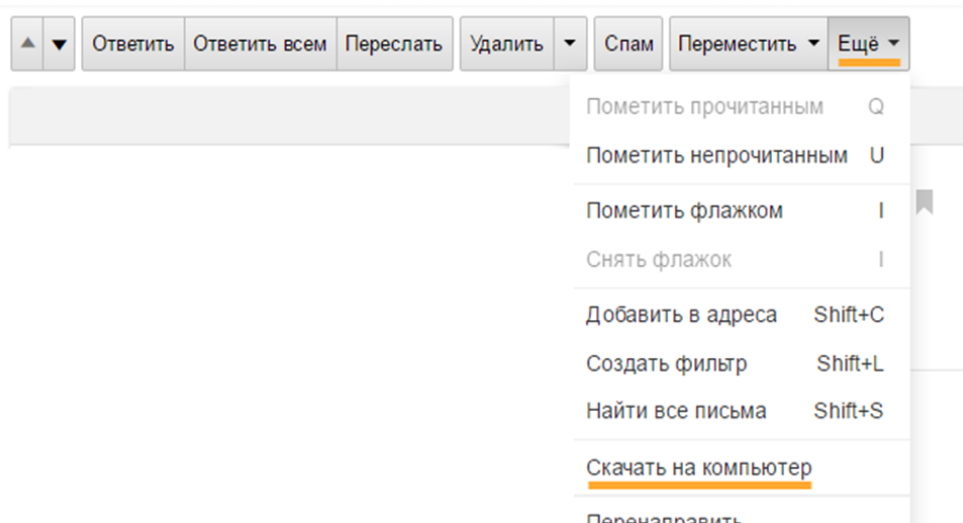 Ответить Ответить всем Переслать Удалить Спам Переместить Ещё
Пометить прочитанным Q
Пометить непрочитанным U
Пометить флажком I
Снять флажок I
Добавить в адреса Shift+C
Создать фильтр Shift+L
Найти все письма Shift+S
Скачать на компьютер
Перенаправить